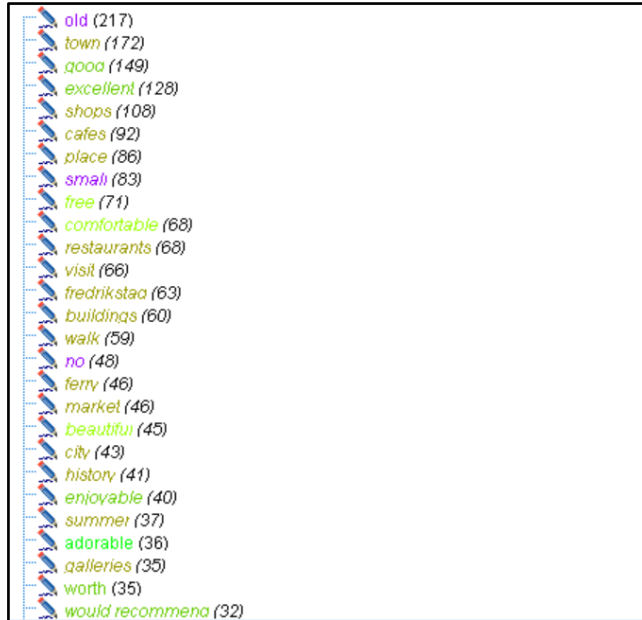 old (217)
town (172)
good (149)
excellent (128)
shops (108)
cafes (92)
place (86)
small (83)
free (71)
comfortable (68)
restaurants (68)
visit (66)
fredrikstad (63)
buildings (60)
walk (59)
no (48)
ferry (46)
market (46)
beautiful (45)
city (43)
history (41)
enjoyable (40)
summer (37)
adorable (36)
galleries (35)
worth (35)
would recommend (32)